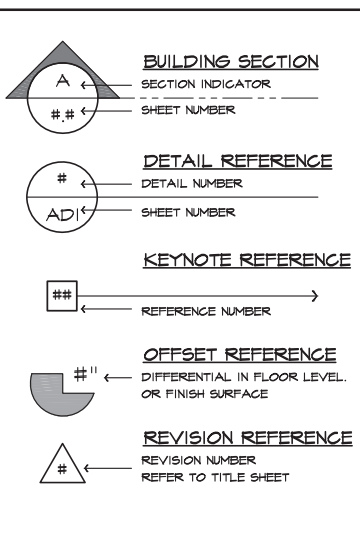 BUILDING SECTION
A
SECTION INDICATOR
#.#
SHEET NUMBER
DETAIL REFERENCE
#
DETAIL NUMBER
AD1
SHEET NUMBER
KEYNOTE REFERENCE
##
REFERENCE NUMBER
OFFSET REFERENCE
#"
DIFFERENTIAL IN FLOOR LEVEL.
OR FINISH SURFACE
REVISION REFERENCE
REVISION NUMBER
#
REFER TO TITLE SHEET